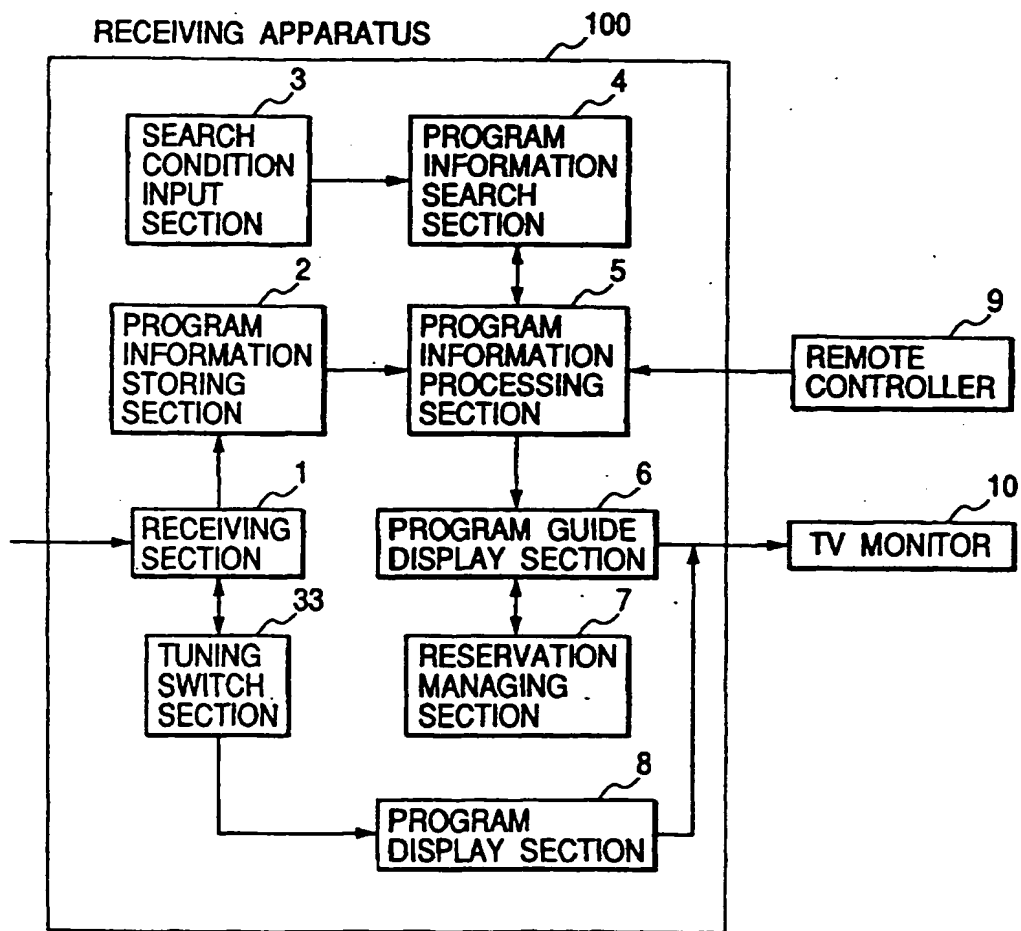 RECEIVING APPARATUS
100
3
SEARCH
CONDITION
INPUT
SECTION
4
PROGRAM
INFORMATION
SEARCH
SECTION
2
PROGRAM
INFORMATION
STORING
SECTION
5
PROGRAM
INFORMATION
PROCESSING
SECTION
9
REMOTE
CONTROLLER
1
RECEIVING
SECTION
6
PROGRAM GUIDE
DISPLAY SECTION
10
TV MONITOR
33
TUNING
SWITCH
SECTION
7
RESERVATION
MANAGING
SECTION
8
PROGRAM
DISPLAY SECTION